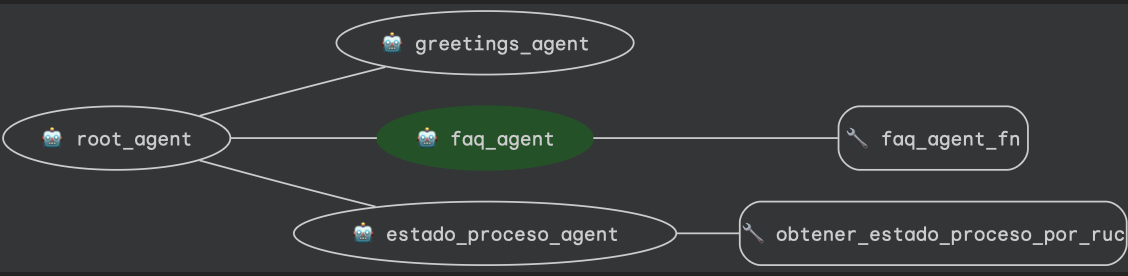 greetings_agent
root_agent
faq_agent
faq_agent_fn
estado_proceso_agent
obtener_estado_proceso_por_ruc